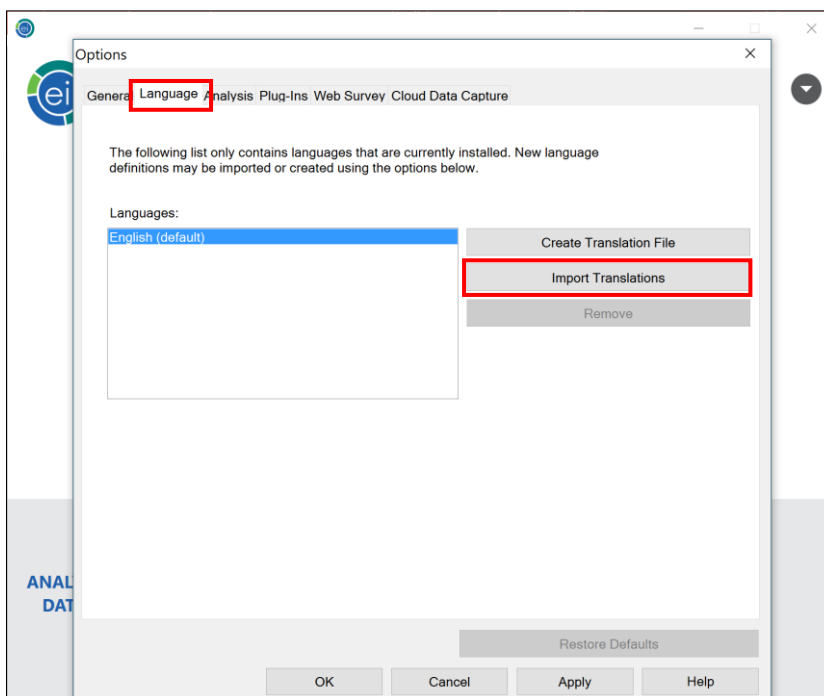 Options
ei
General Language Analysis Plug-Ins Web Survey Cloud Data Capture
The following list only contains languages that are currently installed. New language
definitions may be imported or created using the options below.
Languages:
English (default)
Create Translation File
Import Translations
Remove
ANAL
DAT
Restore Defaults
OK Cancel Apply Help